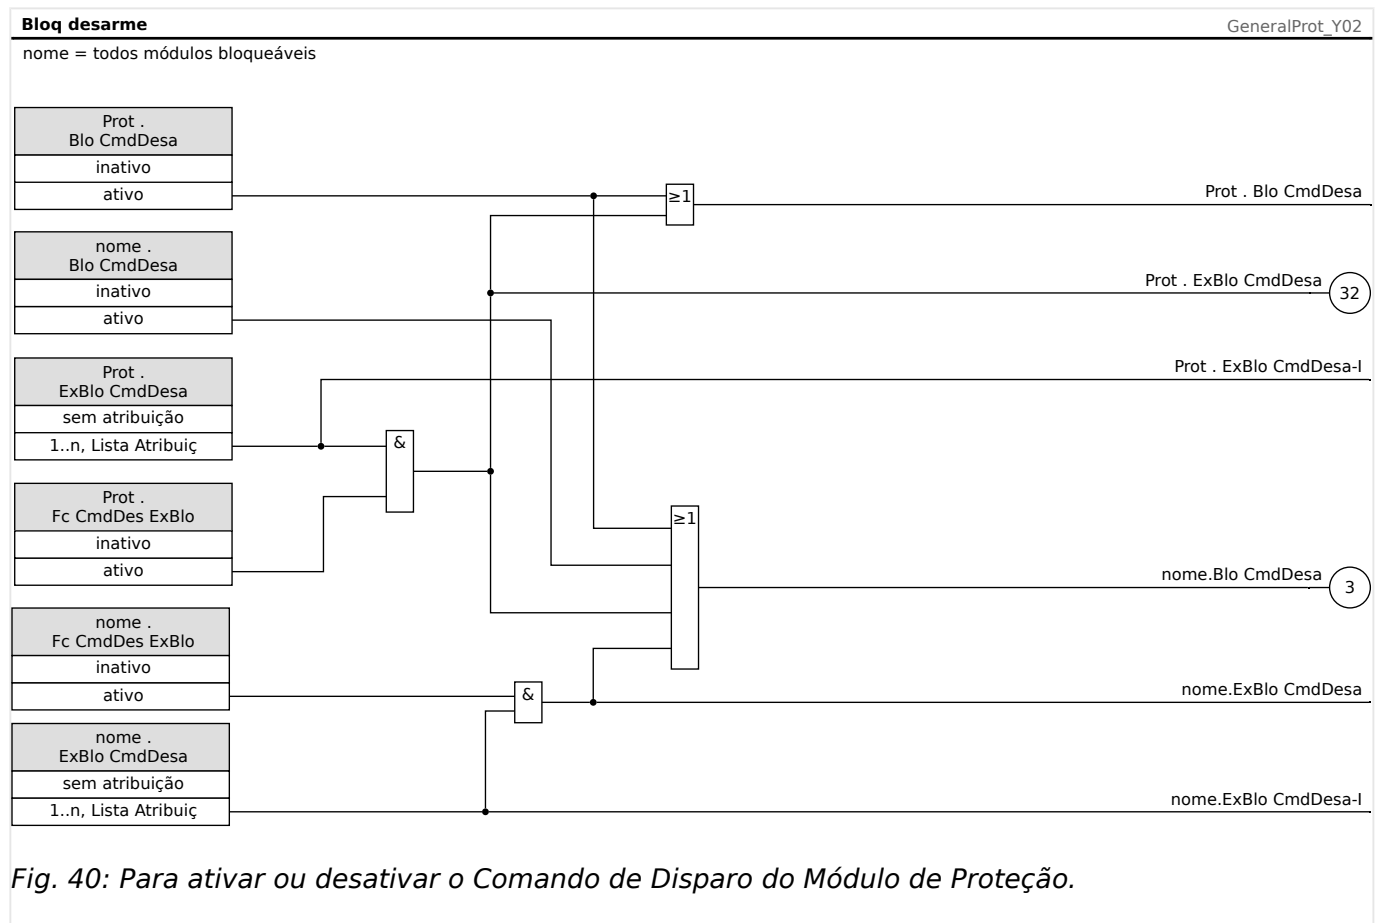 Bloq desarme
GeneralProt_Y02
nome = todos módulos bloqueáveis
Prot .
Blo CmdDesa
inativo
ativo
≥1
Prot . Blo CmdDesa
nome .
Blo CmdDesa
inativo
ativo
Prot . ExBlo CmdDesa
32
Prot .
ExBlo CmdDesa
sem atribuição
1..n, Lista Atribuiç
Prot . ExBlo CmdDesa-I
&
Prot .
Fc CmdDes ExBlo
inativo
ativo
≥1
nome.Blo CmdDesa
3
nome .
Fc CmdDes ExBlo
inativo
ativo
&
nome.ExBlo CmdDesa
nome .
ExBlo CmdDesa
sem atribuição
1..n, Lista Atribuiç
nome.ExBlo CmdDesa-I
Fig. 40: Para ativar ou desativar o Comando de Disparo do Módulo de Proteção.